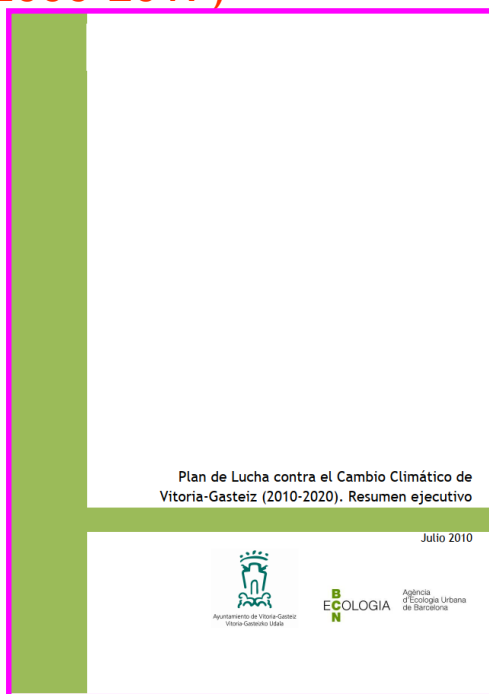 Plan de Lucha contra el Cambio Climático de
Vitoria-Gasteiz (2010-2020). Resumen ejecutivo
Julio 2010
Ayuntamiento de Vitoria-Gasteiz
Vitoria-Gasteizko Udala
B
ECOLOGIA
N
Agència
d'Ecologia Urbana
de Barcelona